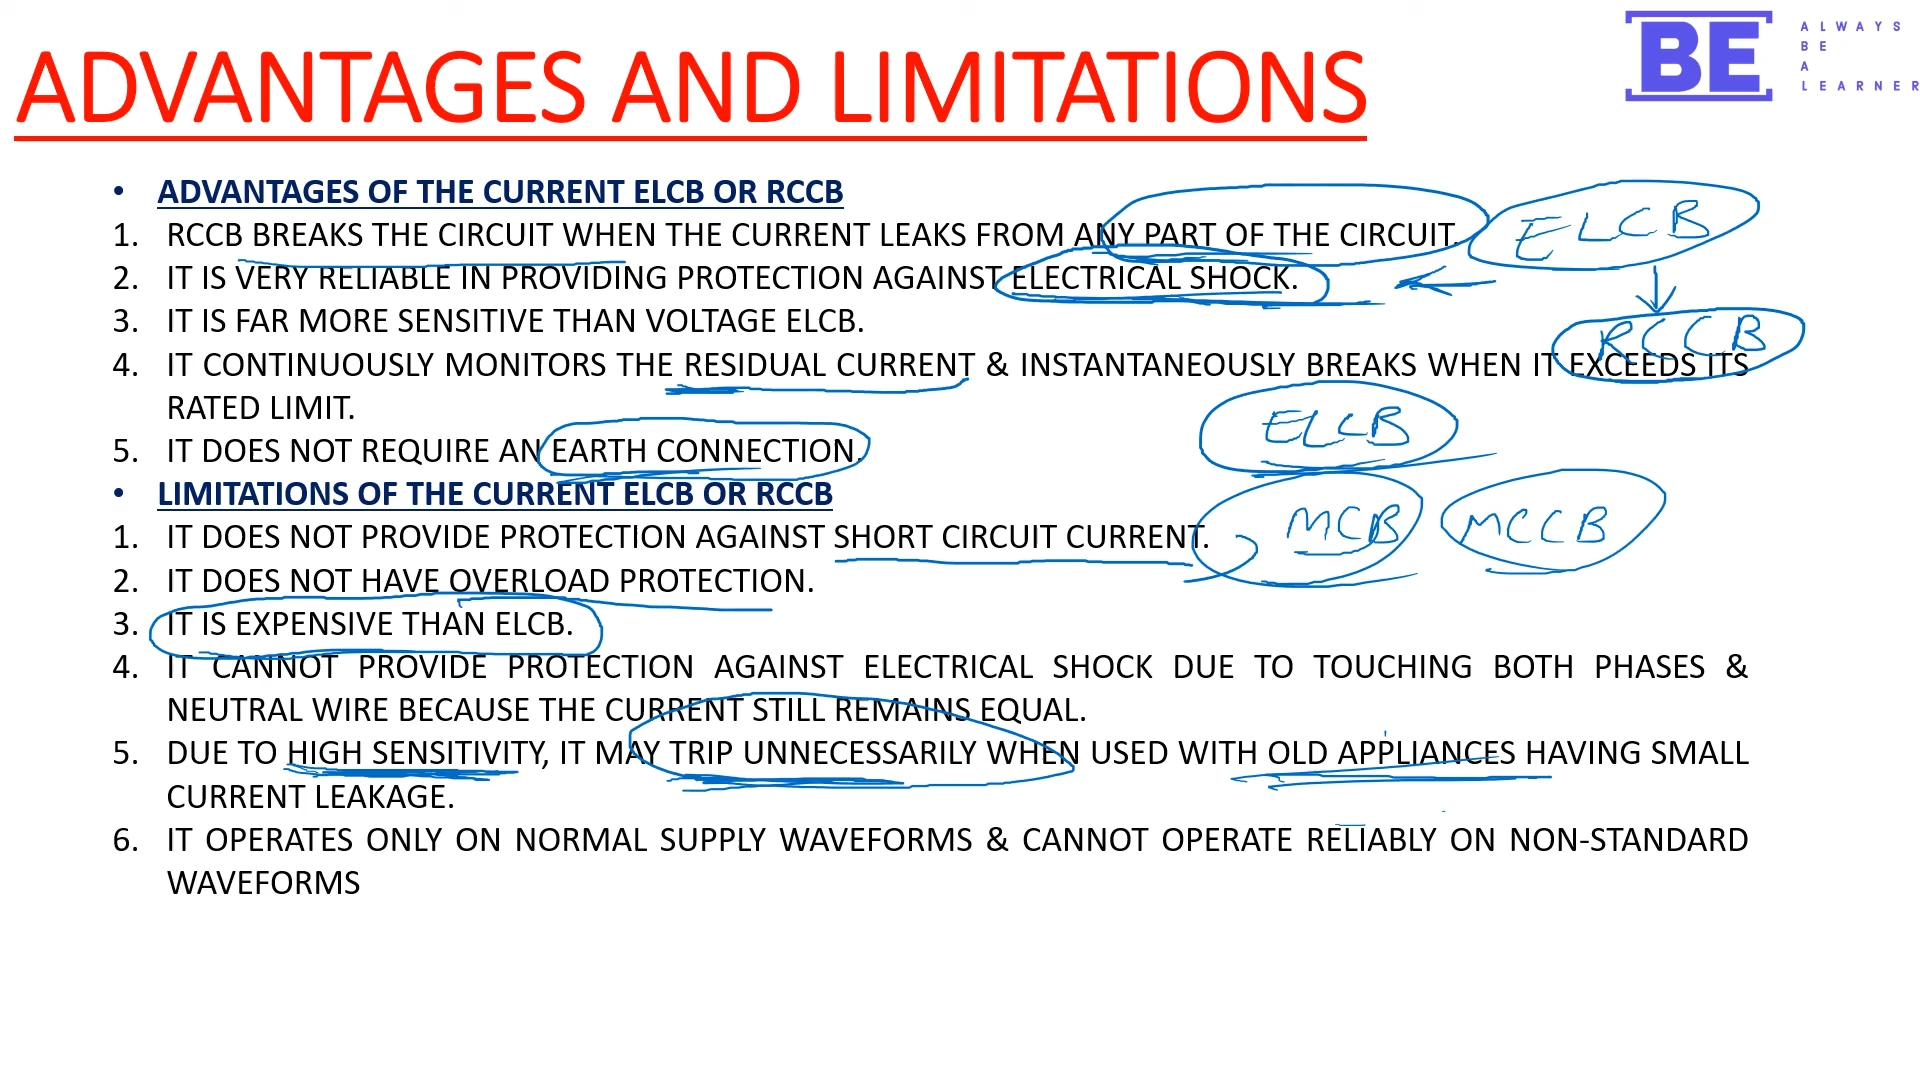 BE
ALWAYS
BE
A
LEARNER
ADVANTAGES AND LIMITATIONS
• ADVANTAGES OF THE CURRENT ELCB OR RCCB
1. RCCB BREAKS THE CIRCUIT WHEN THE CURRENT LEAKS FROM ANY PART OF THE CIRCUIT.
ELCB
2. IT IS VERY RELIABLE IN PROVIDING PROTECTION AGAINST ELECTRICAL SHOCK.
3. IT IS FAR MORE SENSITIVE THAN VOLTAGE ELCB.
RCCB
4. IT CONTINUOUSLY MONITORS THE RESIDUAL CURRENT & INSTANTANEOUSLY BREAKS WHEN IT EXCEEDS ITS
RATED LIMIT.
ELCB
5. IT DOES NOT REQUIRE AN EARTH CONNECTION.
• LIMITATIONS OF THE CURRENT ELCB OR RCCB
1. IT DOES NOT PROVIDE PROTECTION AGAINST SHORT CIRCUIT CURRENT.
MCB MCCB
2. IT DOES NOT HAVE OVERLOAD PROTECTION.
3. IT IS EXPENSIVE THAN ELCB.
4. IT CANNOT PROVIDE PROTECTION AGAINST ELECTRICAL SHOCK DUE TO TOUCHING BOTH PHASES &
NEUTRAL WIRE BECAUSE THE CURRENT STILL REMAINS EQUAL.
5. DUE TO HIGH SENSITIVITY, IT MAY TRIP UNNECESSARILY WHEN USED WITH OLD APPLIANCES HAVING SMALL
CURRENT LEAKAGE.
6. IT OPERATES ONLY ON NORMAL SUPPLY WAVEFORMS & CANNOT OPERATE RELIABLY ON NON-STANDARD
WAVEFORMS